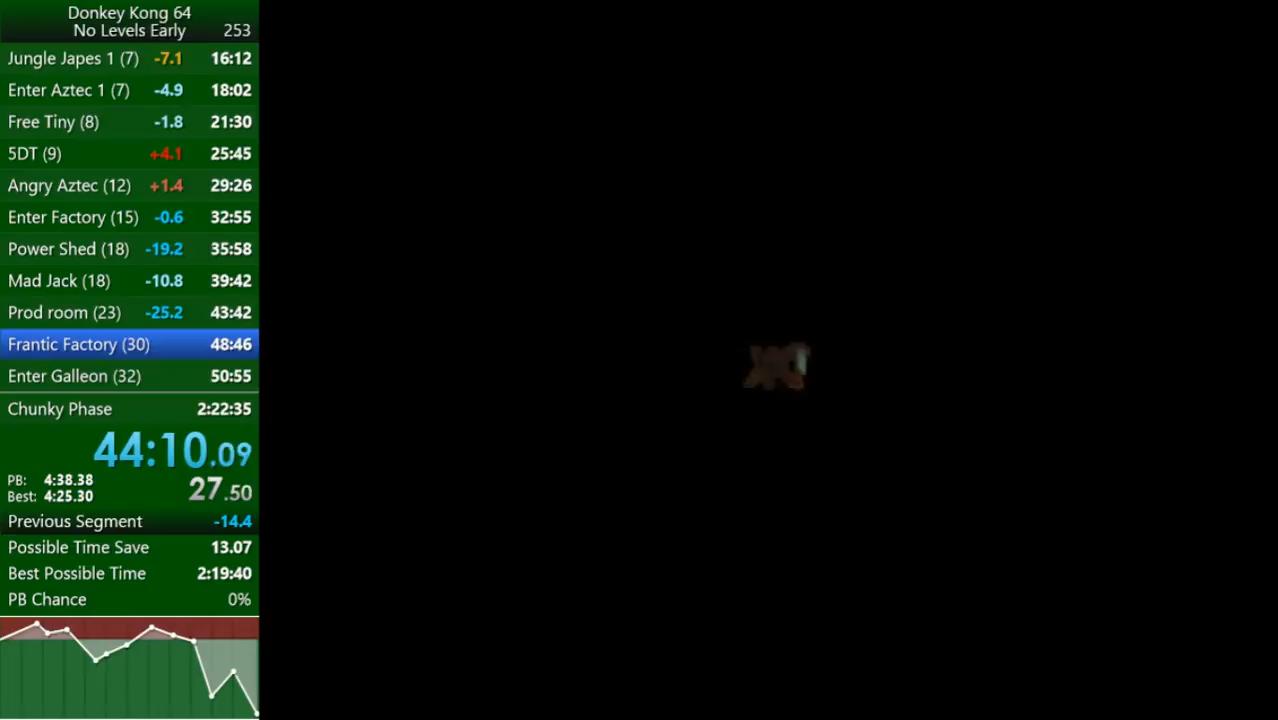 Donkey Kong 64
No Levels Early 253
Jungle Japes 1 (7) -7.1 16:12
Enter Aztec 1 (7) -4.9 18:02
Free Tiny (8) -1.8 21:30
5DT (9) +4.1 25:45
Angry Aztec (12) +1.4 29:26
Enter Factory (15) -0.6 32:55
Power Shed (18) -19.2 35:58
Mad Jack (18) -10.8 39:42
Prod room (23) -25.2 43:42
Frantic Factory (30) 48:46
Enter Galleon (32) 50:55
Chunky Phase 2:22:35
44:10.09
PB: 4:38.38
Best: 4:25.30 27.50
Previous Segment -14.4
Possible Time Save 13.07
Best Possible Time 2:19:40
PB Chance 0%